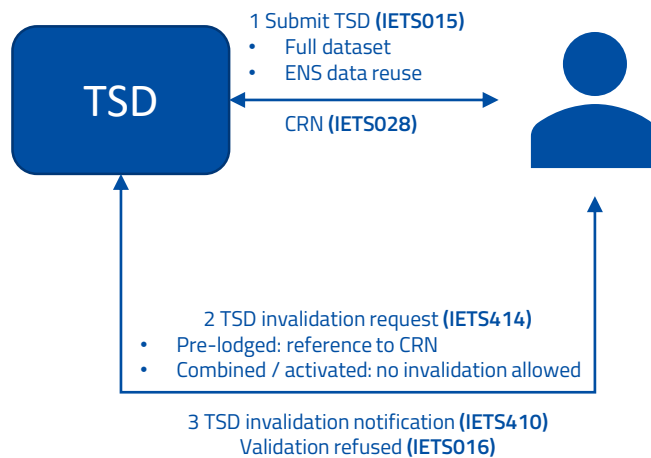 1 Submit TSD (IETS015)
• Full dataset
• ENS data reuse
TSD
CRN (IETS028)
2 TSD invalidation request (IETS414)
• Pre-lodged: reference to CRN
• Combined / activated: no invalidation allowed
3 TSD invalidation notification (IETS410)
Validation refused (IETS016)